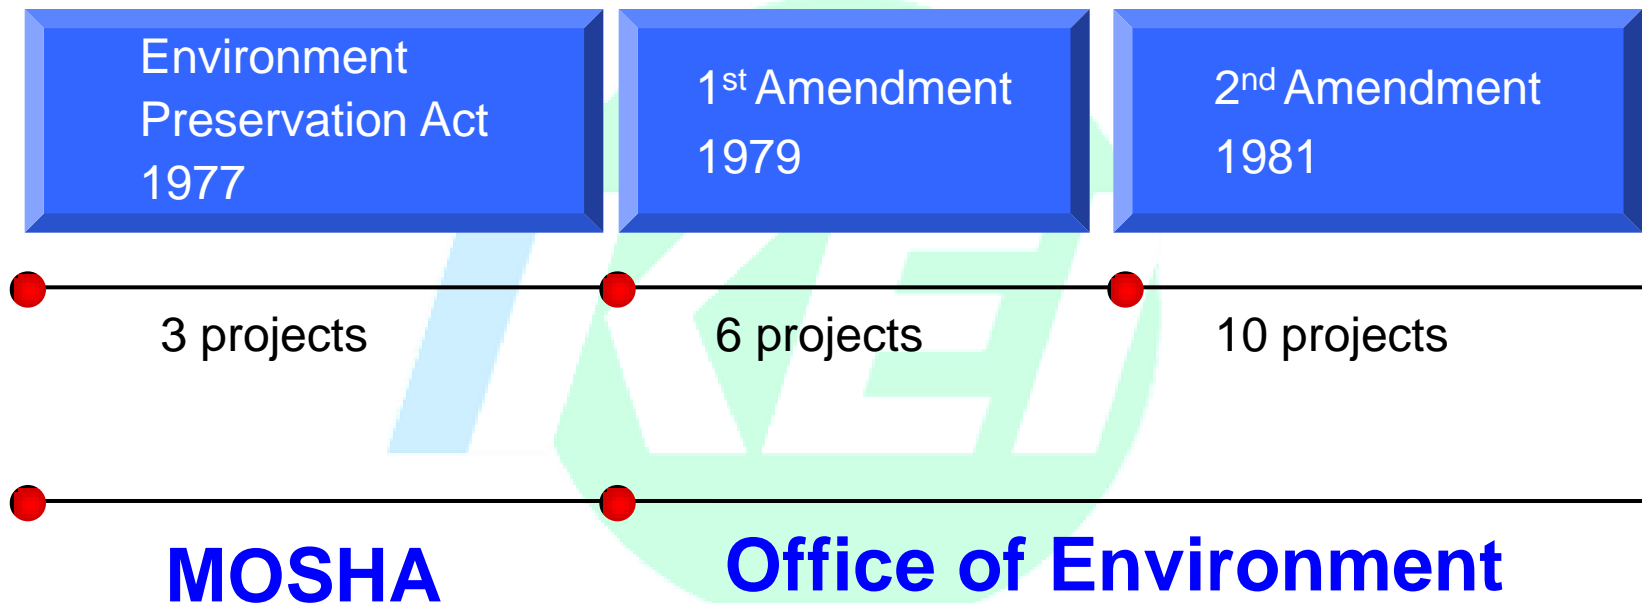 Environment
Preservation Act
1977
1st Amendment
1979
2nd Amendment
1981
3 projects
6 projects
10 projects
MOSHA
Office of Environment
KEI